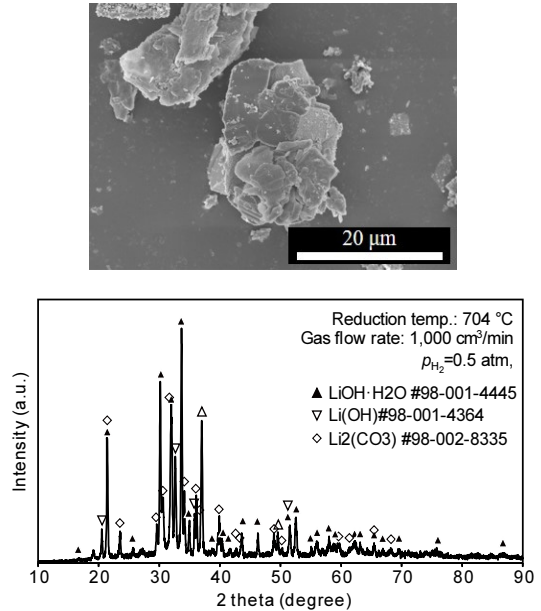 20 μm
Reduction temp.: 704 °C
Gas flow rate: 1,000 cm³/min
pH₂=0.5 atm,
▲ LiOH·H2O #98-001-4445
▽ Li(OH)#98-001-4364
◇ Li2(CO3) #98-002-8335
Intensity (a.u.)
10 20 30 40 50 60 70 80 90
2 theta (degree)